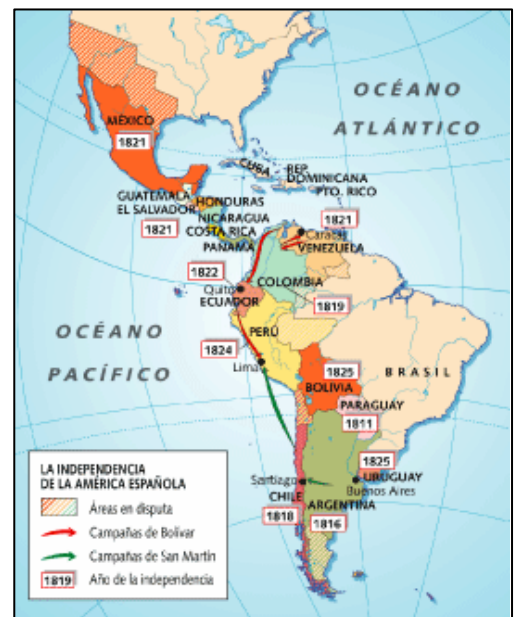 OCÉANO
ATLÁNTICO
MÉXICO
1821
CUBA
REP.
DOMINICANA
PTO. RICO
GUATEMALA
HONDURAS
EL SALVADOR
NICARAGUA
1821
COSTA RICA
PANAMÁ
1821
Caracas
VENEZUELA
1822
Quito
ECUADOR
COLOMBIA
1819
OCÉANO
PACÍFICO
PERÚ
1824
Lima
BRASIL
1825
BOLIVIA
PARAGUAY
1811
1825
URUGUAY
Santiago
Buenos Aires
CHILE
ARGENTINA
1818
1816
LA INDEPENDENCIA
DE LA AMÉRICA ESPAÑOLA
Áreas en disputa
Campañas de Bolívar
Campañas de San Martín
1819 Año de la independencia